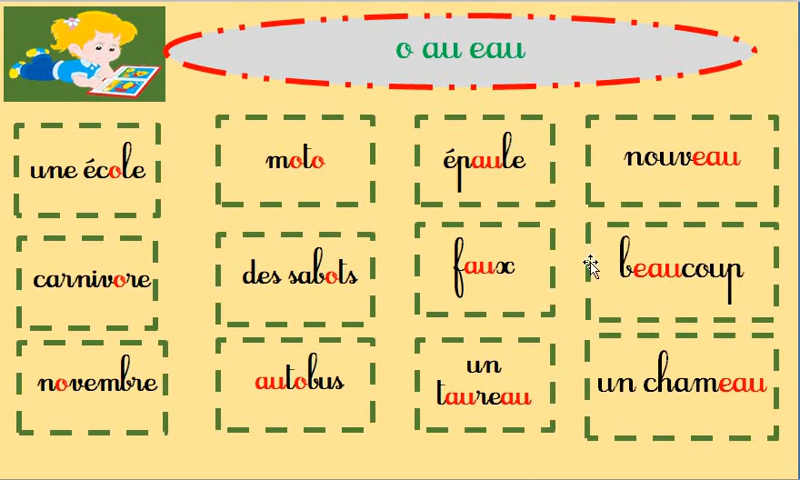 o au eau
une école
moto
épaule
nouveau
carnivore
des sabots
faux
beaucoup
novembre
autobus
un
taureau
un chameau